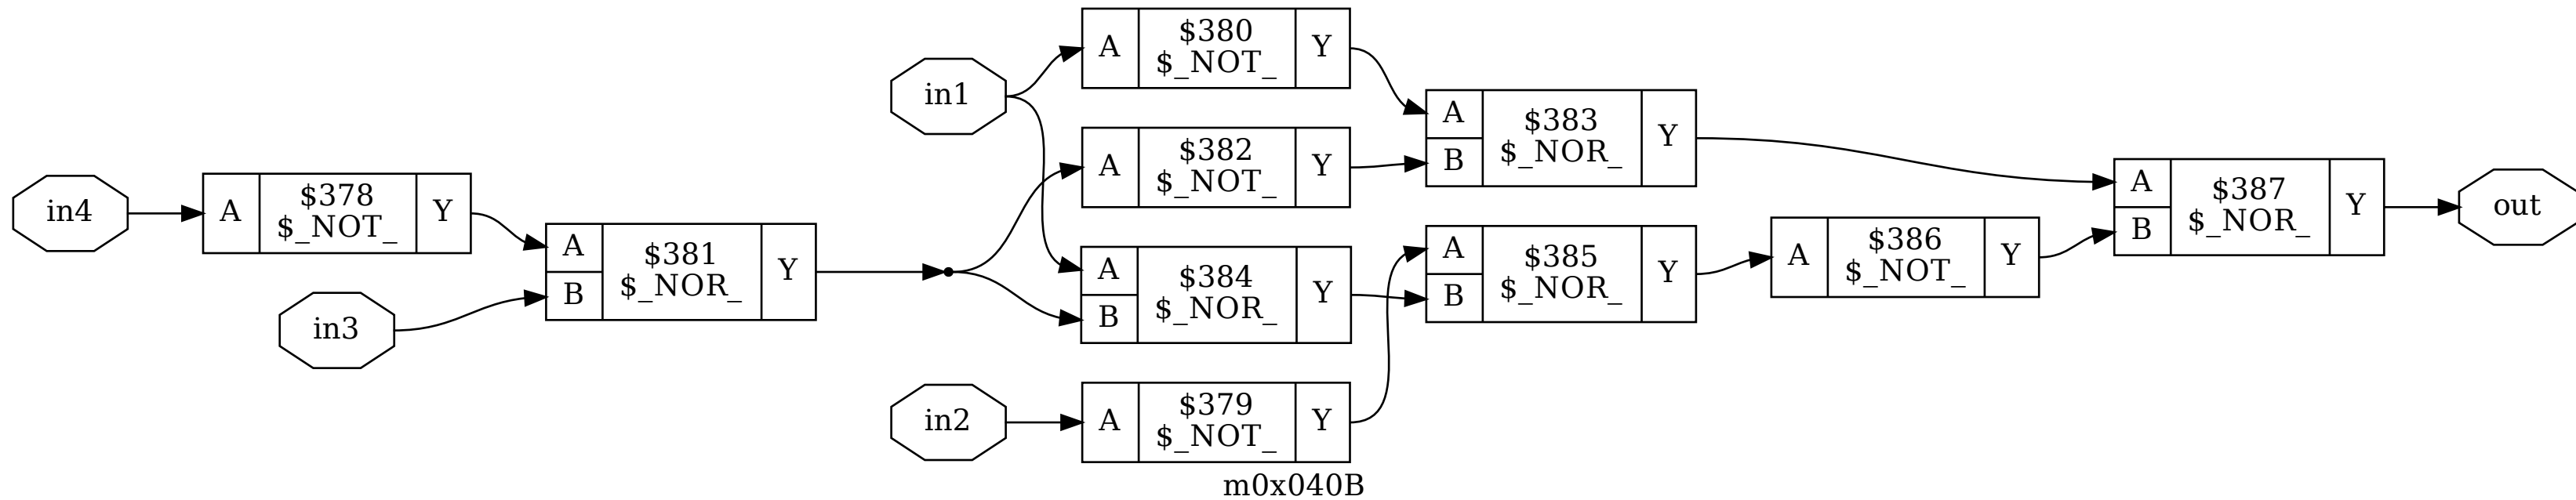 in4
A
$378
$_NOT_
Y
in3
A
B
$381
$_NOR_
Y
in1
in2
A
$380
$_NOT_
Y
A
$382
$_NOT_
Y
A
B
$384
$_NOR_
Y
A
$379
$_NOT_
Y
A
B
$383
$_NOR_
Y
A
B
$385
$_NOR_
Y
A
$386
$_NOT_
Y
A
B
$387
$_NOR_
Y
out
m0x040B